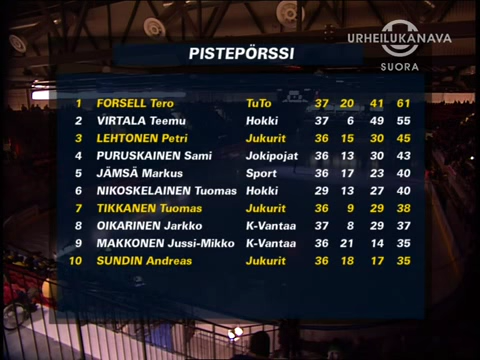 URHEILUKANAVA
SUORA
PISTEPÖRSSI
1 FORSELL Tero TuTo 37 20 41 61
2 VIRTALA Teemu Hokki 37 6 49 55
3 LEHTONEN Petri Jukurit 36 15 30 45
4 PURUSKAINEN Sami Jokipojat 36 13 30 43
5 JÄMSÄ Markus Sport 36 17 23 40
6 NIKOSKELAINEN Tuomas Hokki 29 13 27 40
7 TIKKANEN Tuomas Jukurit 36 9 29 38
8 OIKARINEN Jarkko K-Vantaa 37 8 29 37
9 MAKKONEN Jussi-Mikko K-Vantaa 36 21 14 35
10 SUNDIN Andreas Jukurit 36 18 17 35